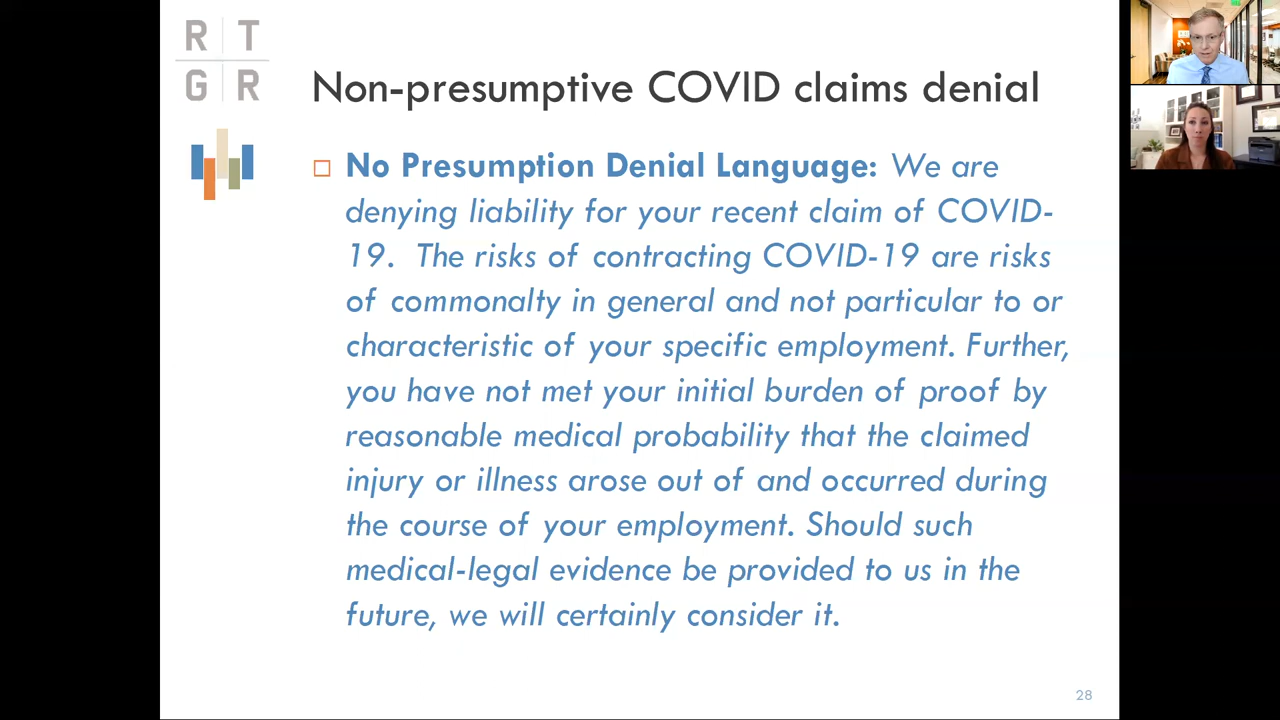 R T
G R
Non-presumptive COVID claims denial
No Presumption Denial Language: We are
denying liability for your recent claim of COVID-
19. The risks of contracting COVID-19 are risks
of commonalty in general and not particular to or
characteristic of your specific employment. Further,
you have not met your initial burden of proof by
reasonable medical probability that the claimed
injury or illness arose out of and occurred during
the course of your employment. Should such
medical-legal evidence be provided to us in the
future, we will certainly consider it.
28